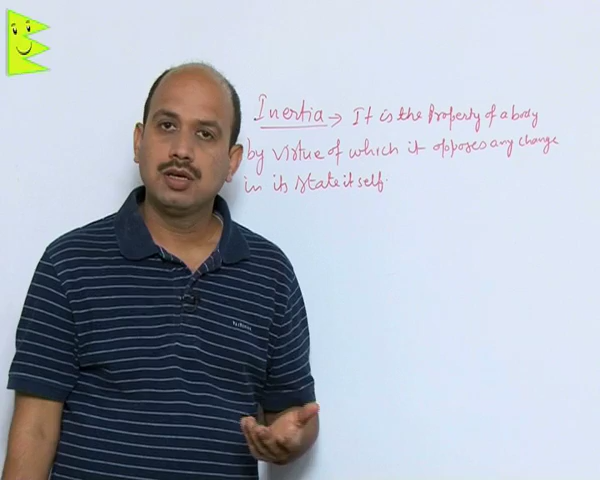 Inertia → It is the Property of a body
by virtue of which it opposes any change
in its state itself.